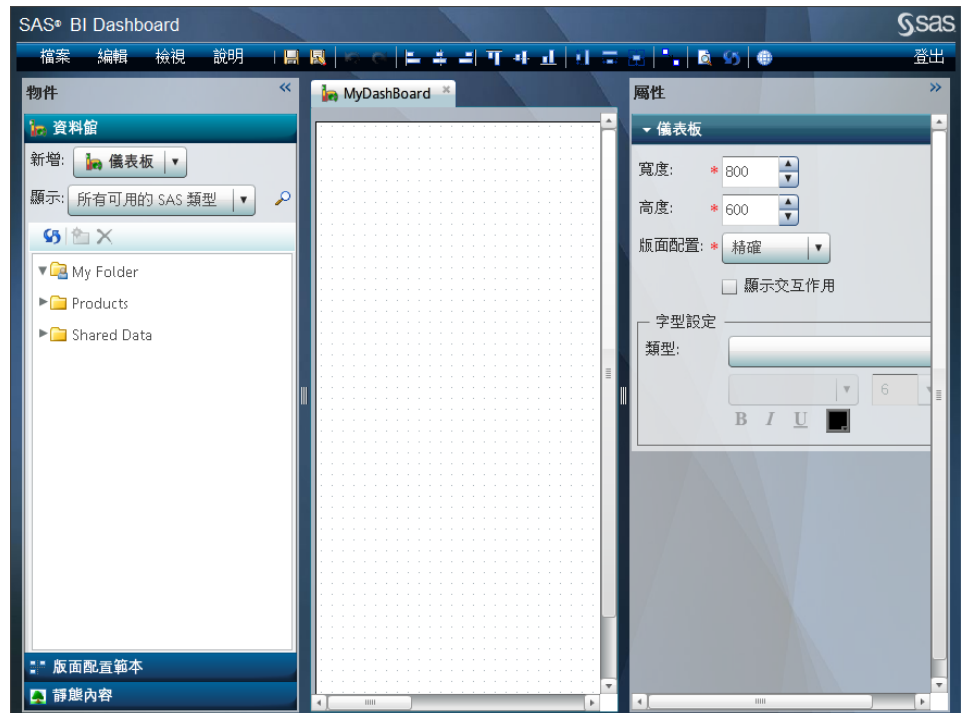 SAS® BI Dashboard
sas
檔案 編輯 檢視 說明 登出
物件
資料館
新增: 儀表板
顯示: 所有可用的 SAS 類型
My Folder
Products
Shared Data
版面配置範本
靜態內容
MyDashBoard
屬性
儀表板
寬度: * 800
高度: * 600
版面配置: * 精確
顯示交互作用
字型設定
類型:
6
B I U